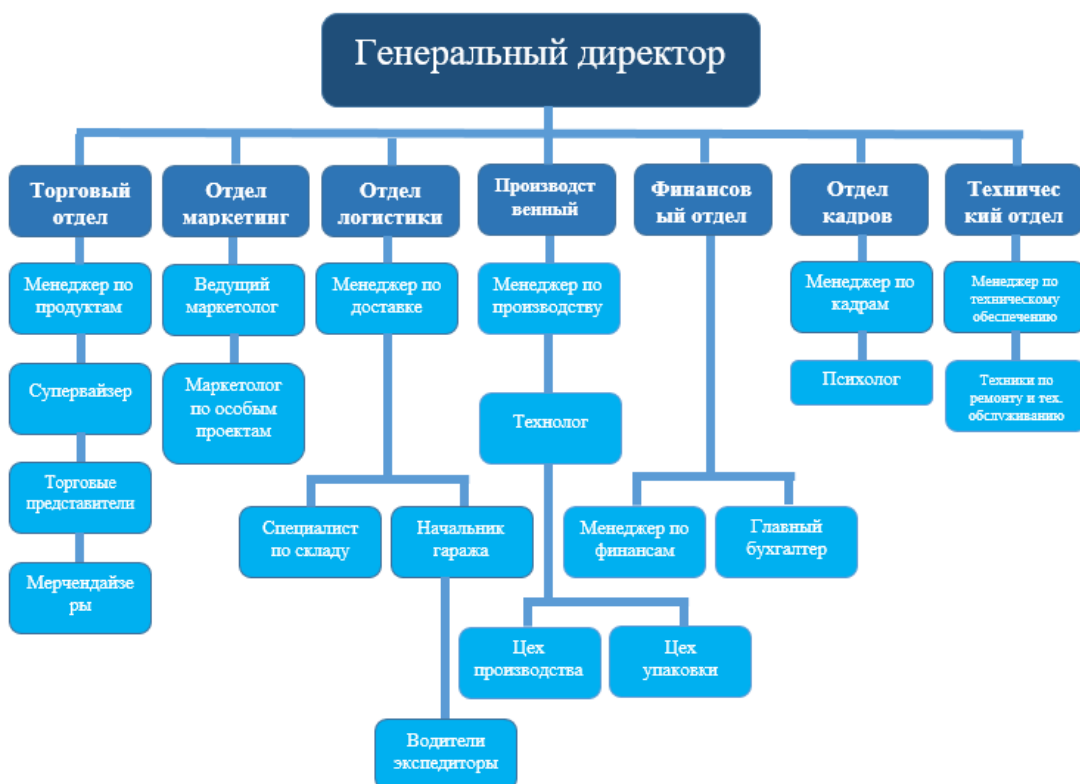 Генеральный директор
Торговый
отдел
Отдел
маркетинг
Отдел
логистики
Производст
венный
Финансов
ый отдел
Отдел
кадров
Техничес
кий отдел
Менеджер по
продуктам
Ведущий
маркетолог
Менеджер по
доставке
Менеджер по
производству
Менеджер по
кадрам
Менеджер по
техническому
обеспечению
Супервайзер
Маркетолог
по особым
проектам
Технолог
Психолог
Техники по
ремонту и тех.
обслуживанию
Торговые
представители
Специалист
по складу
Начальник
гаража
Менеджер по
финансам
Главный
бухгалтер
Мерчендайзе
ры
Цех
производства
Цех
упаковки
Водители
экспедиторы